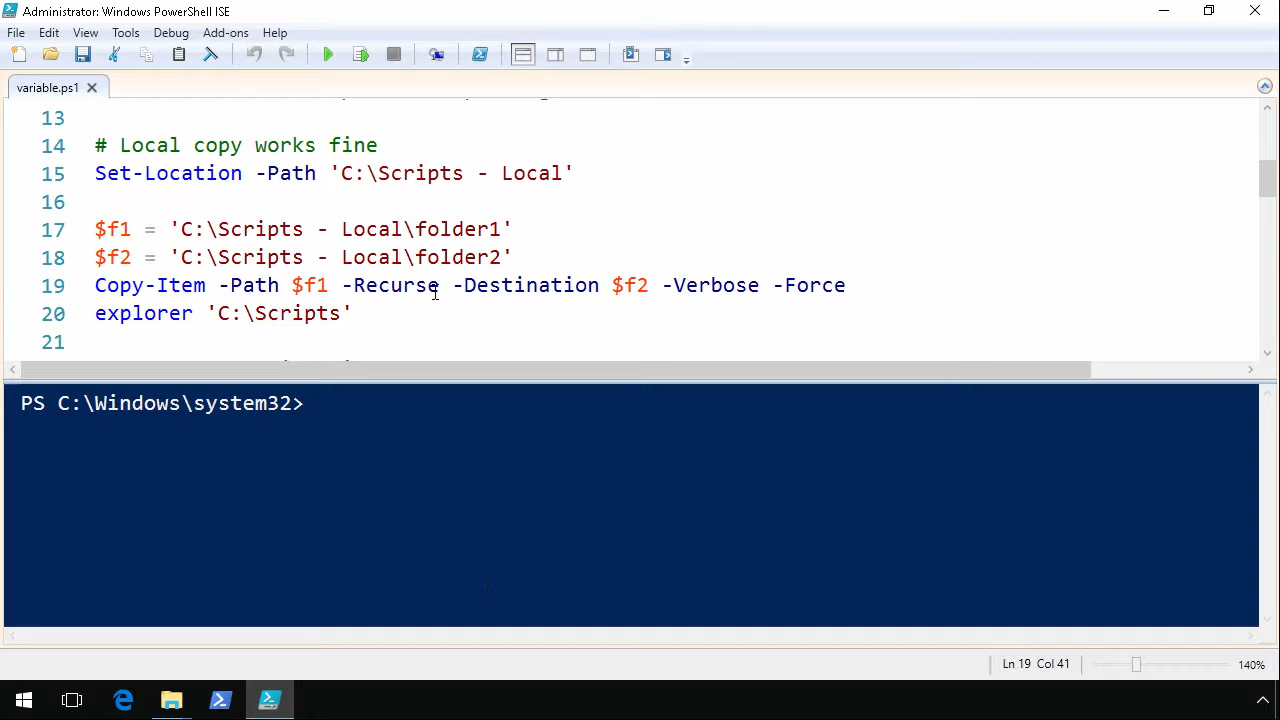 Administrator: Windows PowerShell ISE
File Edit View Tools Debug Add-ons Help
variable.ps1
13
14 # Local copy works fine
15 Set-Location -Path 'C:\Scripts - Local'
16
17 $f1 = 'C:\Scripts - Local\folder1'
18 $f2 = 'C:\Scripts - Local\folder2'
19 Copy-Item -Path $f1 -Recurse -Destination $f2 -Verbose -Force
20 explorer 'C:\Scripts'
21
PS C:\Windows\system32>
Ln 19 Col 41 140%